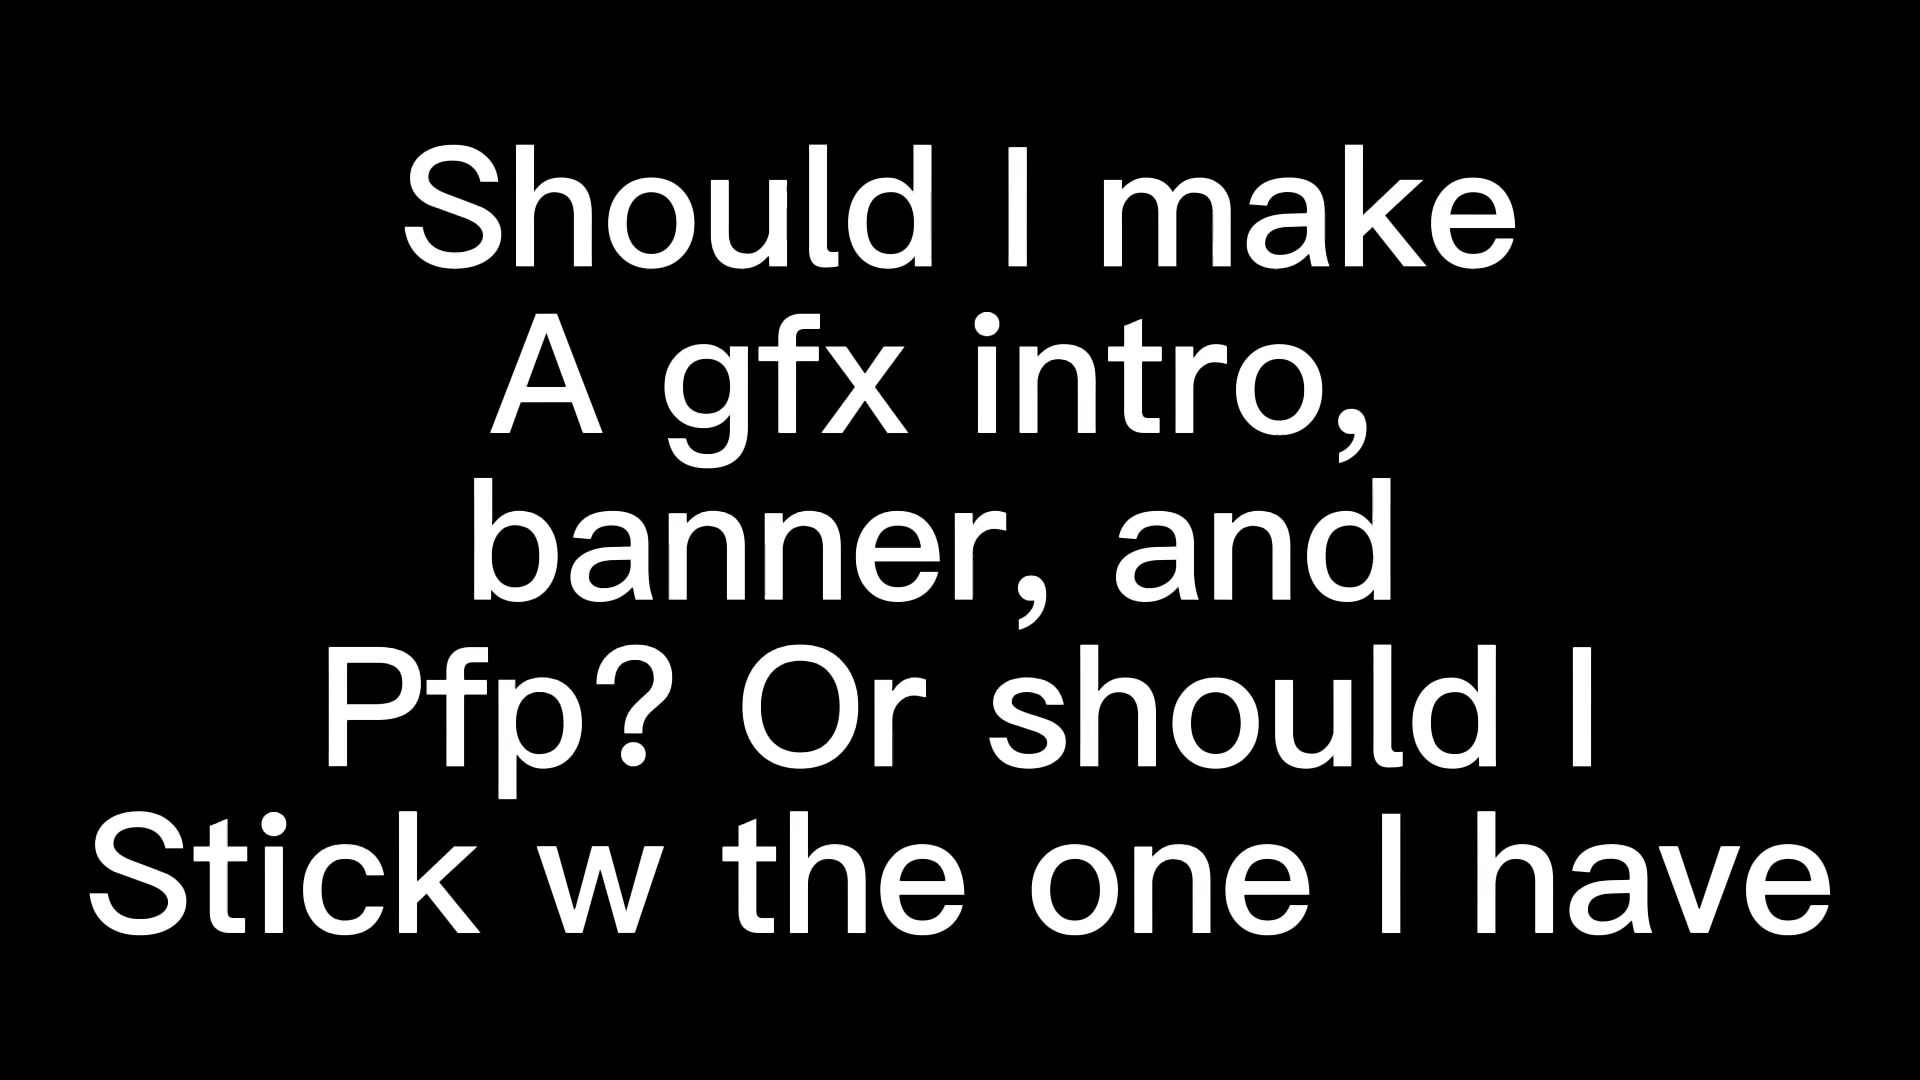 Should I make
A gfx intro,
banner, and
Pfp? Or should I
Stick w the one I have